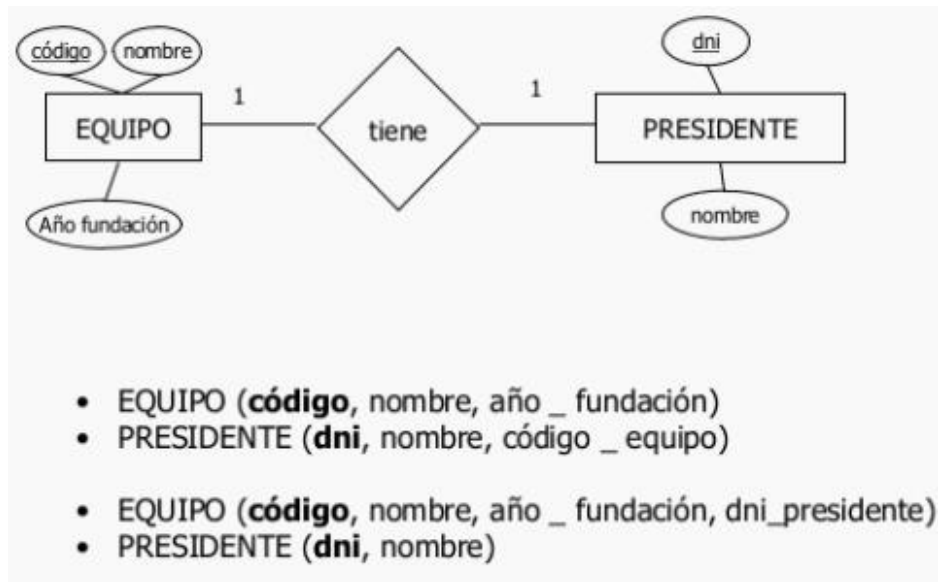 código nombre dni
1 1
EQUIPO tiene PRESIDENTE
Año fundación nombre
• EQUIPO (código, nombre, año _ fundación)
• PRESIDENTE (dni, nombre, código _ equipo)
• EQUIPO (código, nombre, año _ fundación, dni_presidente)
• PRESIDENTE (dni, nombre)